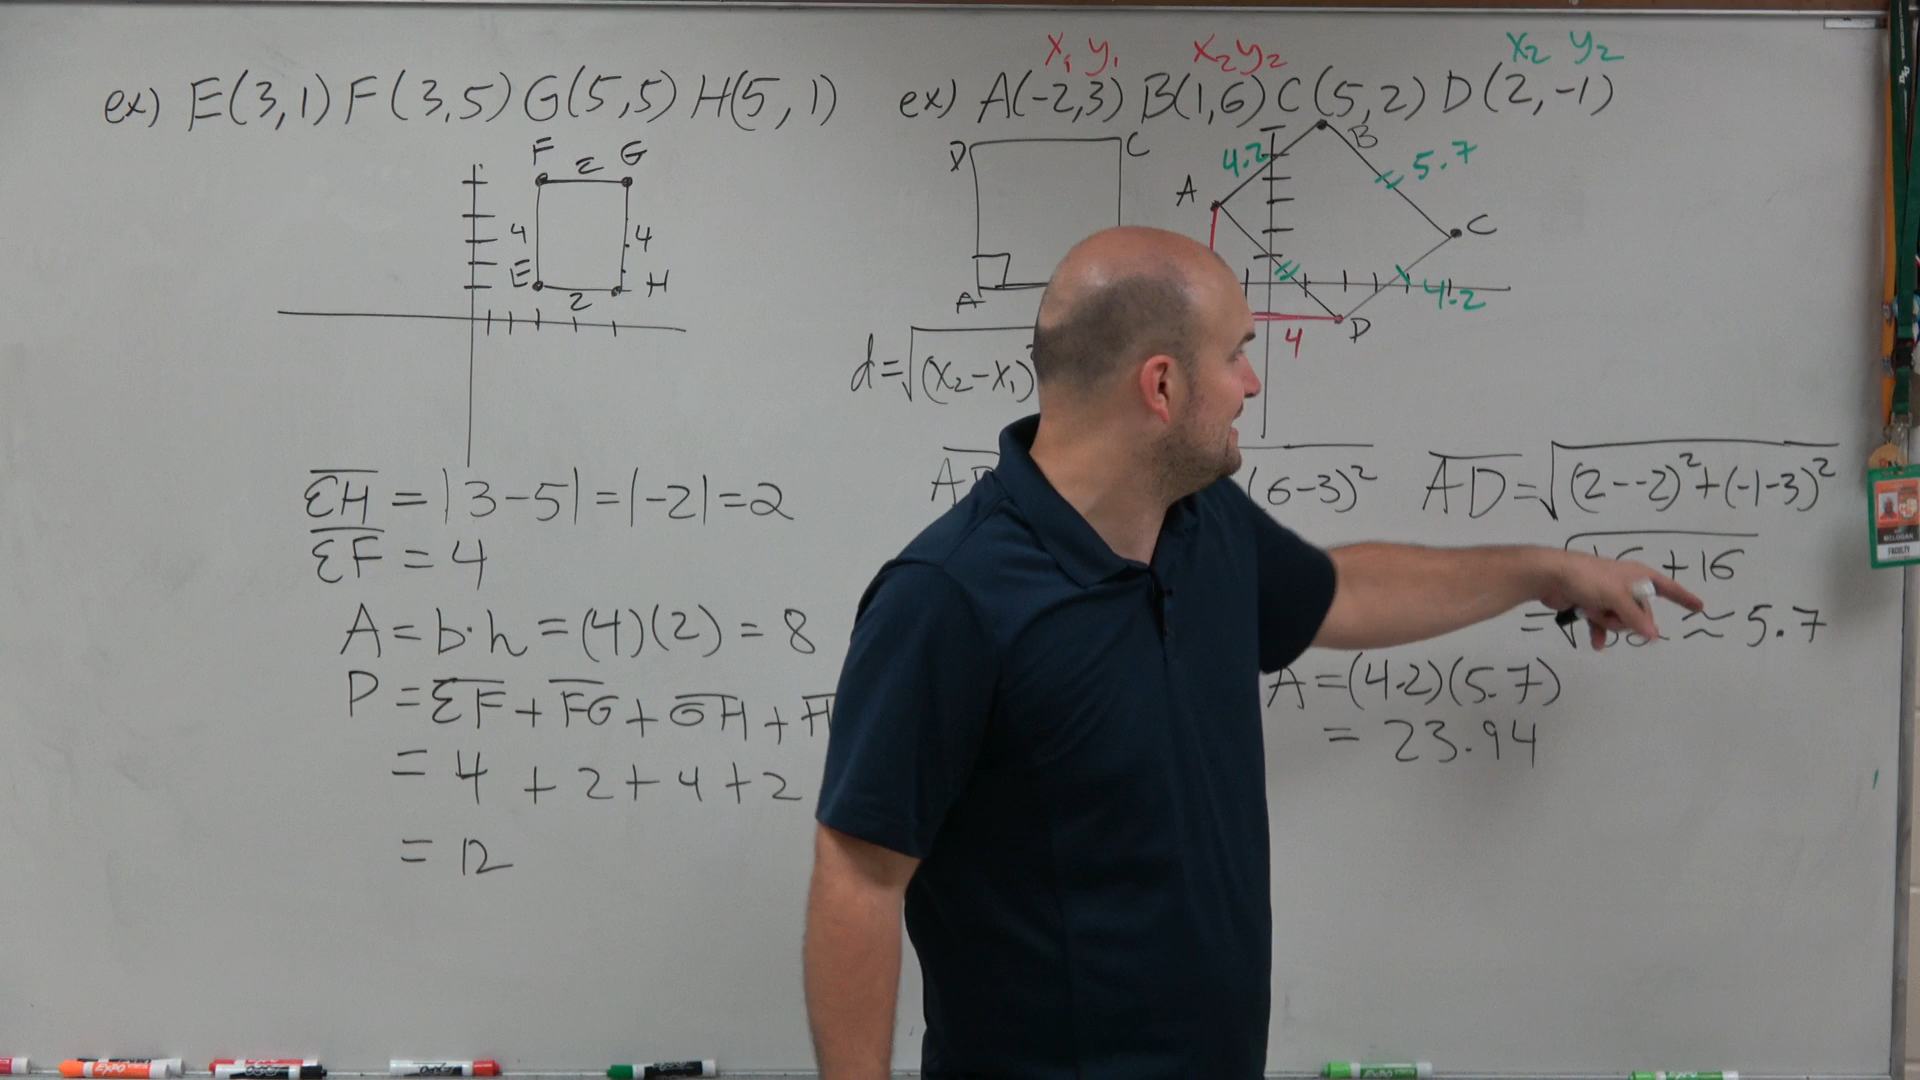 x₁ y₁ x₂ y₂ x₂ y₂
ex) E(3,1) F(3,5) G(5,5) H(5,1)
ex) A(-2,3) B(1,6) C(5,2) D(2,-1)
F 2 G
4 4
E 2 H
D C
A
B
4.2 5.7
A C
4.2
4 D
d=√(x₂-x₁)²
EH = |3-5| = |-2| = 2
EF = 4
A = b·h = (4)(2) = 8
P = EF + FG + GH +
= 4 + 2 + 4 + 2
= 12
(6-3)²
AD = √(2--2)²+(-1-3)²
+16
= √ ≈ 5.7
A = (4.2)(5.7)
= 23.94
EXPO
FACULTY